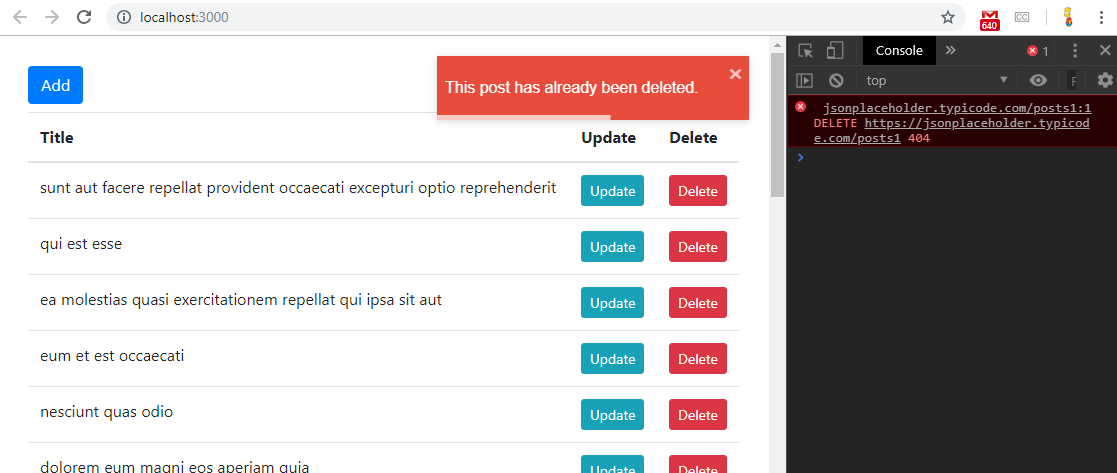 localhost:3000
640
CC
Add
This post has already been deleted.
Title Update Delete
sunt aut facere repellat provident occaecati excepturi optio reprehenderit Update Delete
qui est esse Update Delete
ea molestias quasi exercitationem repellat qui ipsa sit aut Update Delete
eum et est occaecati Update Delete
nesciunt quas odio Update Delete
dolorem eum magni eos aperiam quia Update Delete
Console
1
top
F
jsonplaceholder.typicode.com/posts1:1
DELETE https://jsonplaceholder.typicod
e.com/posts1 404